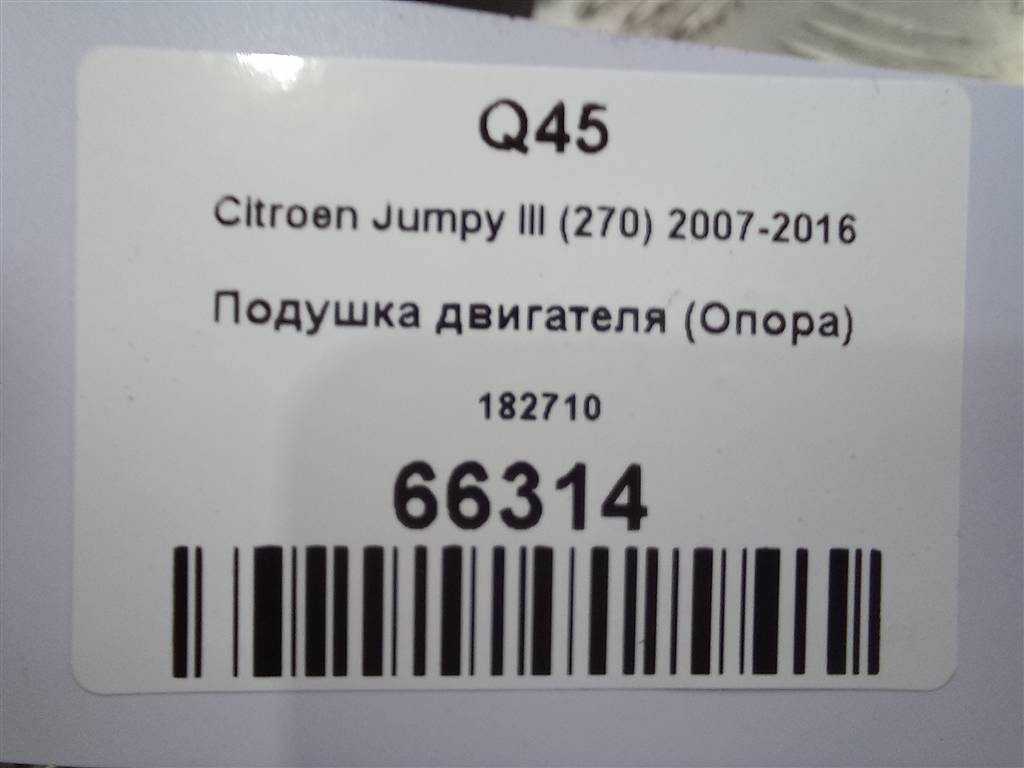 Q45
Citroen Jumpy III (270) 2007-2016
Подушка двигателя (Опора)
182710
66314